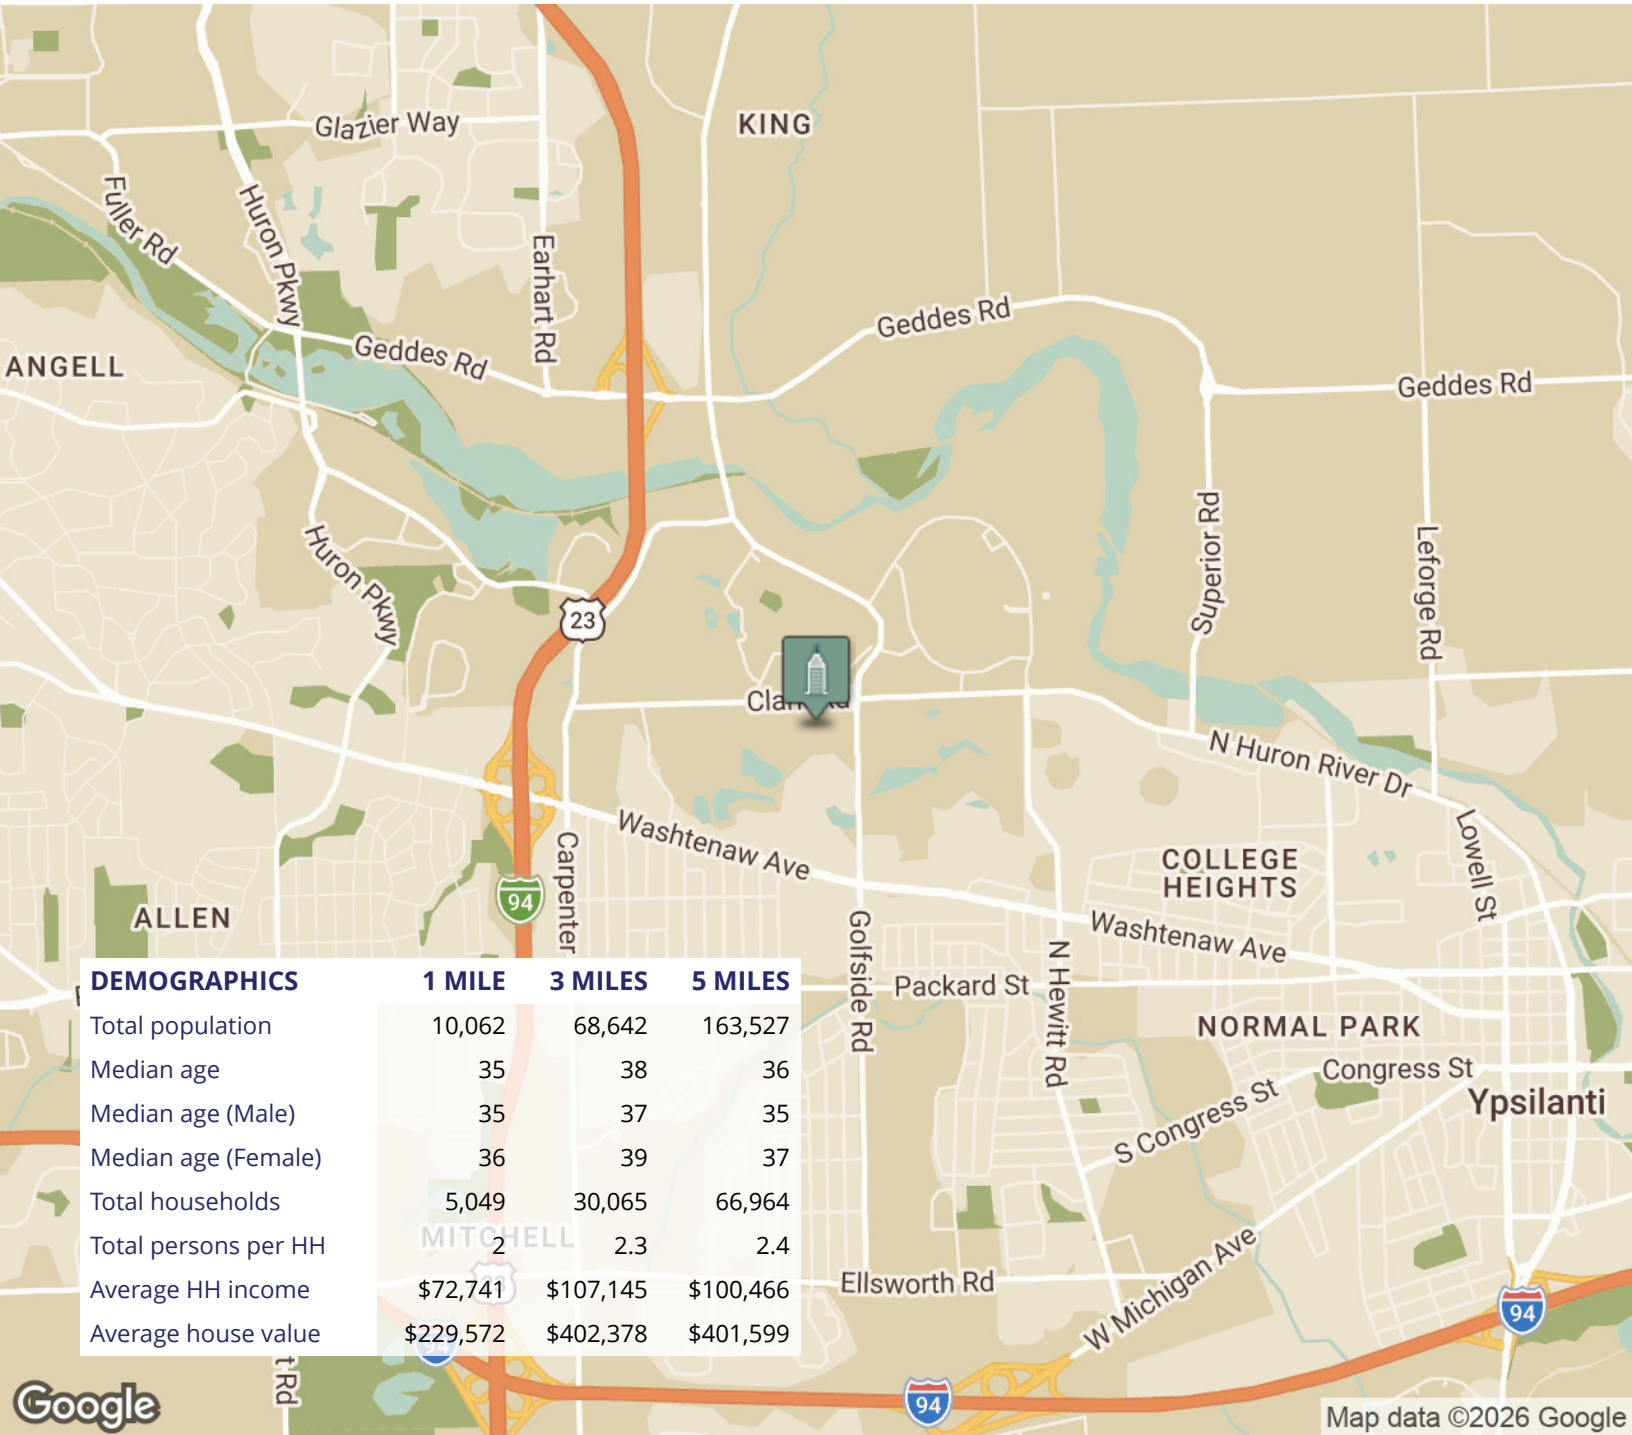 KING
Glazier Way
Fuller Rd
Huron Pkwy
Earhart Rd
Geddes Rd
Geddes Rd
ANGELL
Geddes Rd
Superior Rd
Leforge Rd
Huron Pkwy
23
N Huron River Dr
Washtenaw Ave
Carpenter
COLLEGE
HEIGHTS
Lowell St
94
ALLEN
Golfside Rd
Washtenaw Ave
N Hewitt Rd
Packard St
NORMAL PARK
Congress St
S Congress St
Ypsilanti
DEMOGRAPHICS 1 MILE 3 MILES 5 MILES
Total population 10,062 68,642 163,527
Median age 35 38 36
Median age (Male) 35 37 35
Median age (Female) 36 39 37
Total households 5,049 30,065 66,964
Total persons per HH 2 2.3 2.4
Average HH income $72,741 $107,145 $100,466
Average house value $229,572 $402,378 $401,599
MITCHELL
23
94
Ellsworth Rd
W Michigan Ave
94
94
Rd
Google
Map data ©2026 Google